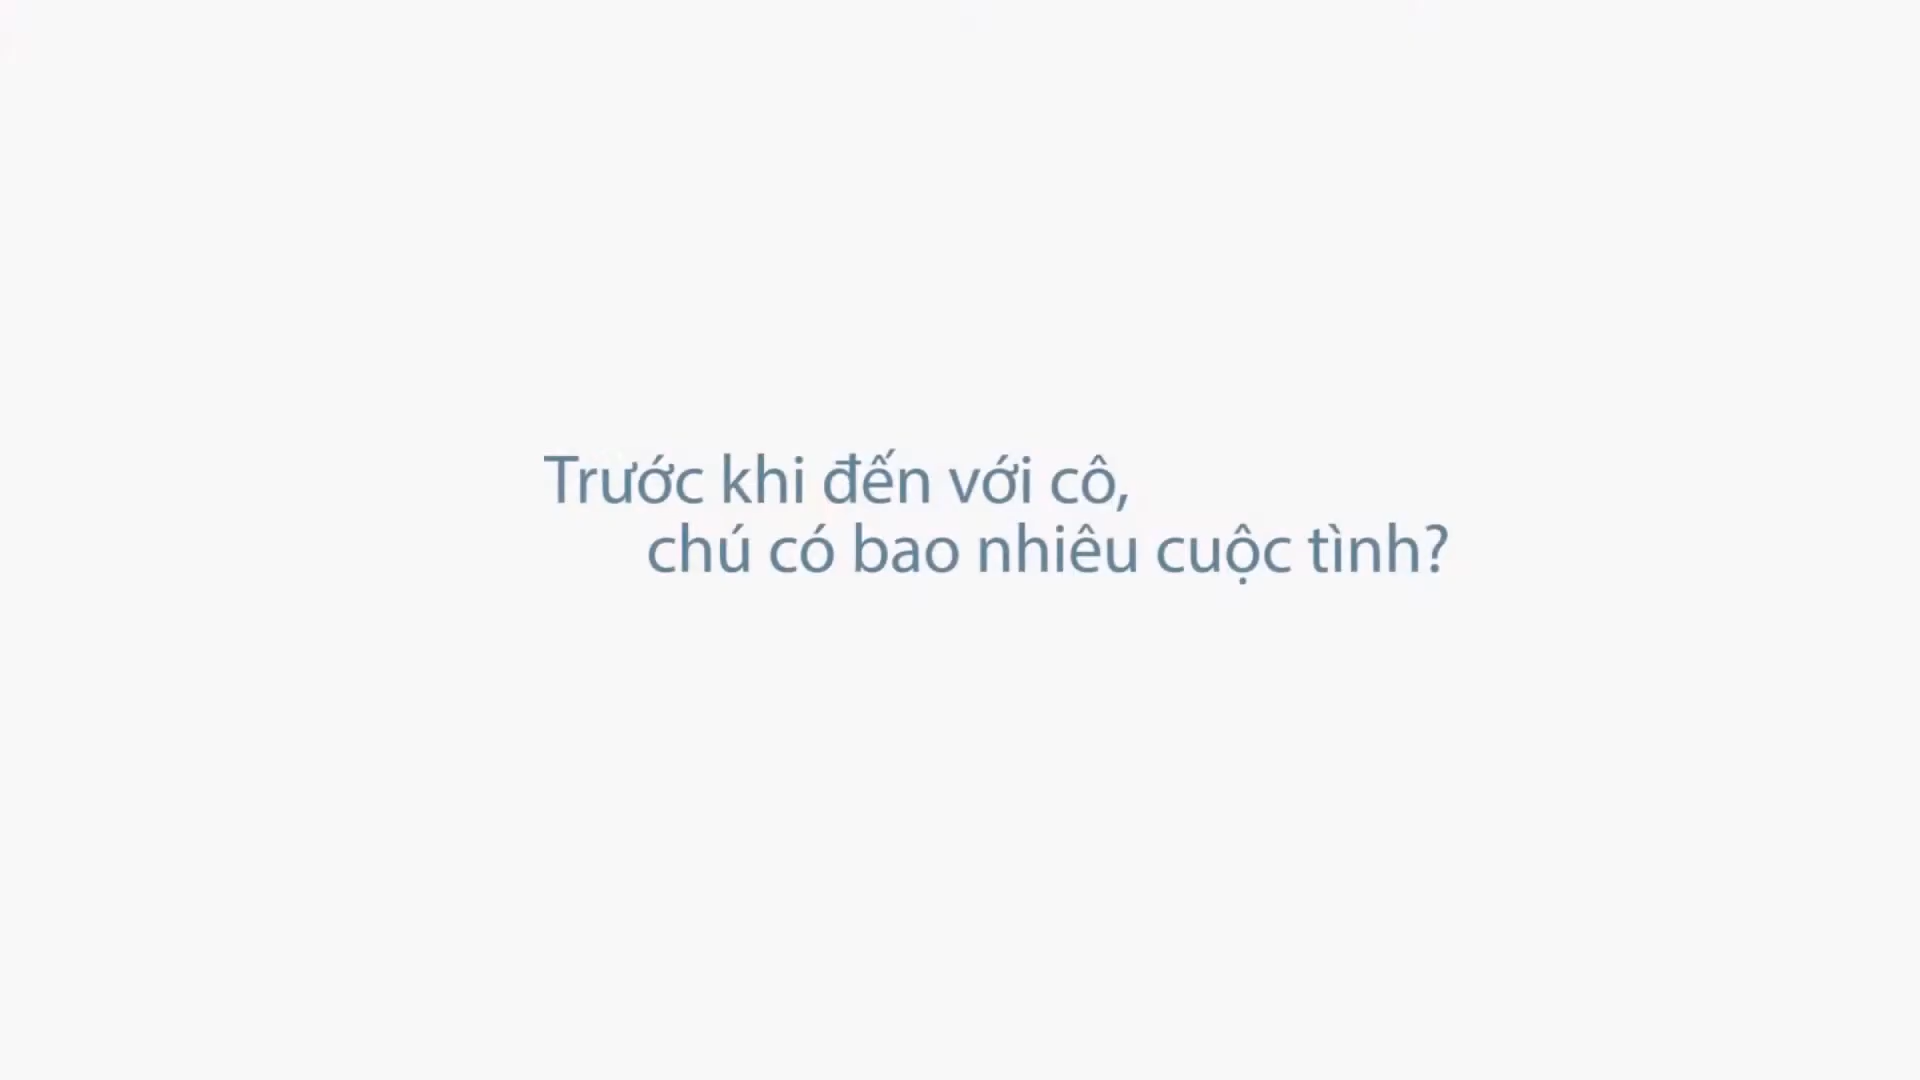 Trước khi đến với cô,
chú có bao nhiêu cuộc tình?